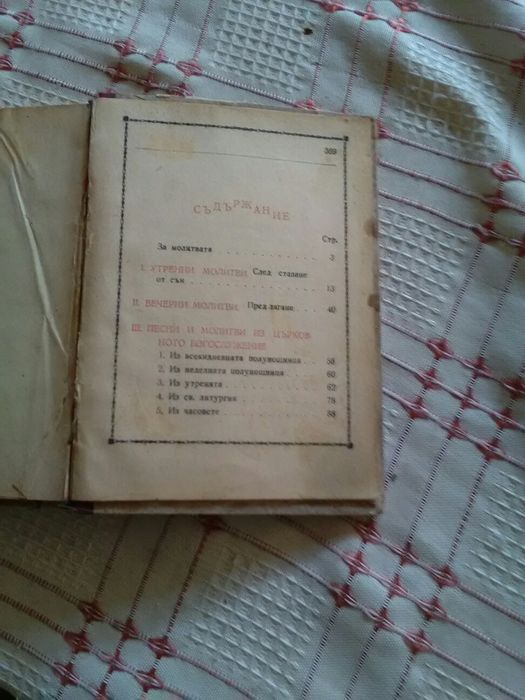 369
СЪДЪРЖАНИЕ
Стр.
За молитвата . . . . . 3
I. УТРЕННИ МОЛИТВИ. След ставане
от сън . . . . . . . . 13
II. ВЕЧЕРНИ МОЛИТВИ. Пред лягане . 40
III. ПЕСНИ И МОЛИТВИ ИЗ ЦЪРКОВ
НОТО БОГОСЛУЖЕНИЕ
1. Из всекидневната полунощница . 58
2. Из неделната полунощница . 60
3. Из утренята . . . . . . 62
4. Из св. литургия . . . . . 78
5. Из часовете . . . . . . 88